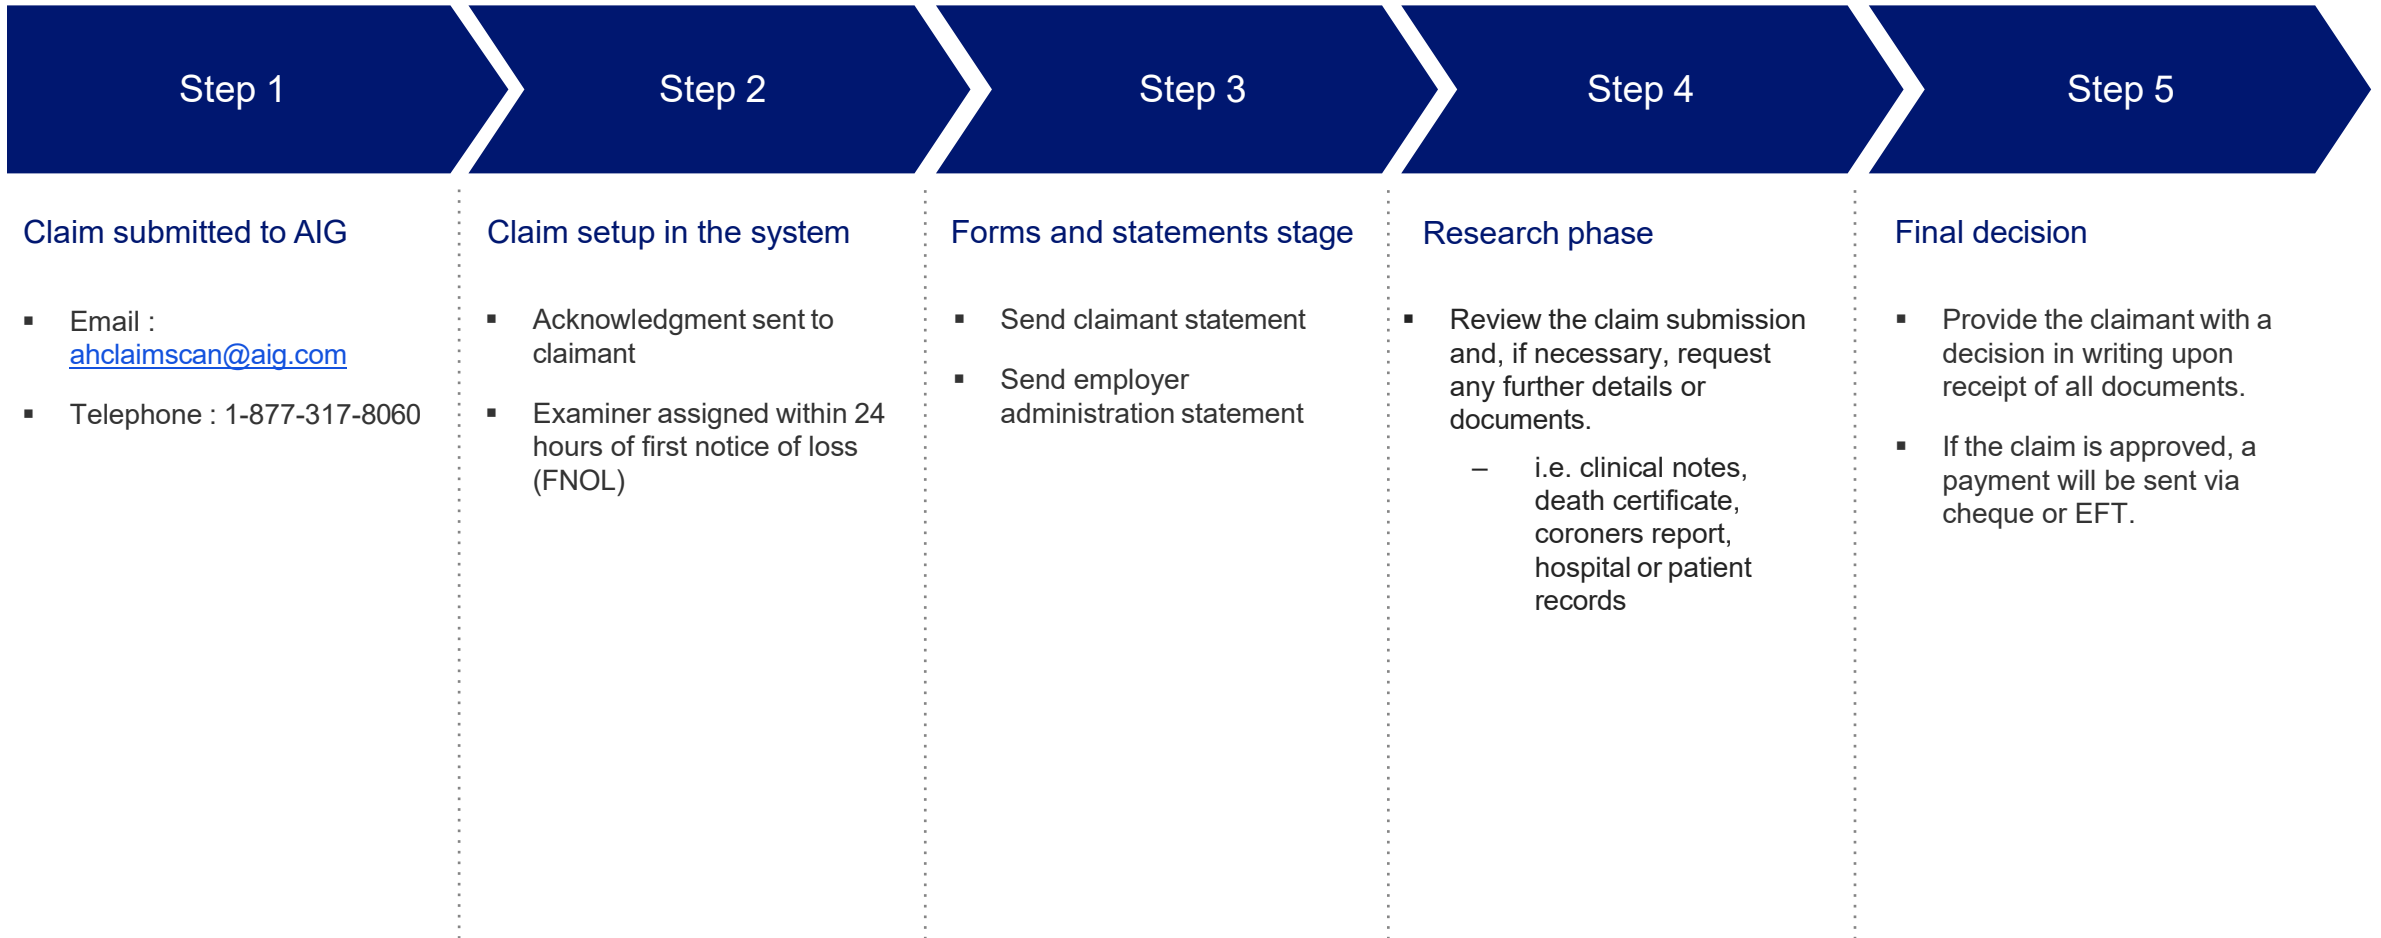 Step 1
Step 2
Step 3
Step 4
Step 5
Claim submitted to AIG
▪ Email :
ahclaimscan@aig.com
▪ Telephone : 1-877-317-8060
Claim setup in the system
▪ Acknowledgment sent to
claimant
▪ Examiner assigned within 24
hours of first notice of loss
(FNOL)
Forms and statements stage
▪ Send claimant statement
▪ Send employer
administration statement
Research phase
▪ Review the claim submission
and, if necessary, request
any further details or
documents.
– i.e. clinical notes,
death certificate,
coroners report,
hospital or patient
records
Final decision
▪ Provide the claimant with a
decision in writing upon
receipt of all documents.
▪ If the claim is approved, a
payment will be sent via
cheque or EFT.